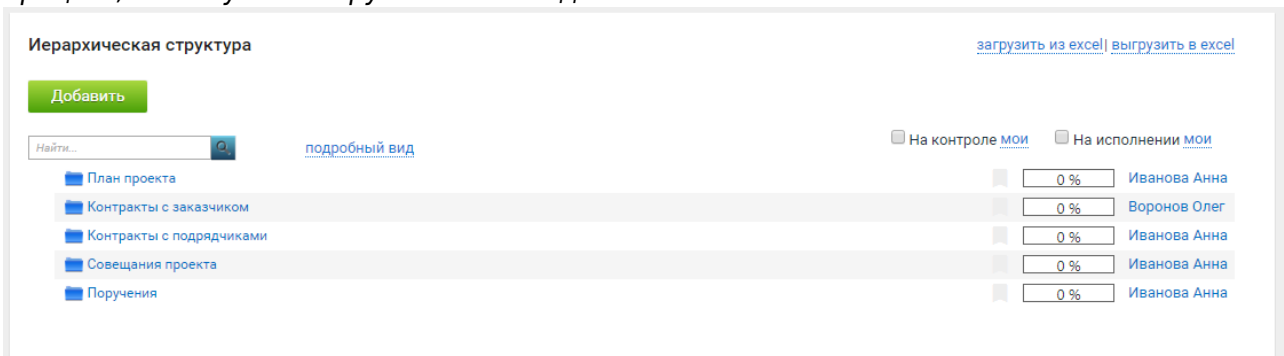 Иерархическая структура
загрузить из excel| выгрузить в excel
Добавить
На контроле мои На исполнении мои
Найти... подробный вид
План проекта 0 % Иванова Анна
Контракты с заказчиком 0 % Воронов Олег
Контракты с подрядчиками 0 % Иванова Анна
Совещания проекта 0 % Иванова Анна
Поручения 0 % Иванова Анна